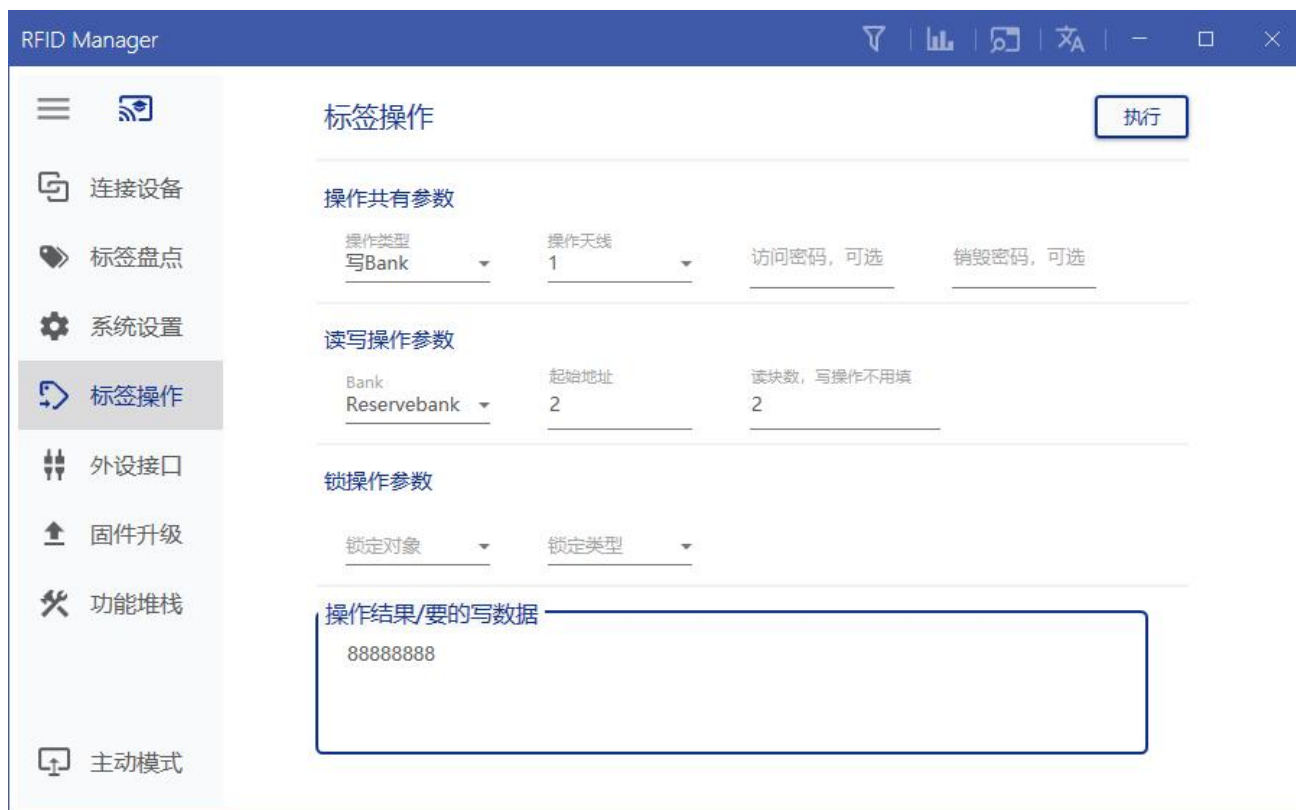 RFID Manager
标签操作
执行
连接设备
标签盘点
系统设置
标签操作
外设接口
固件升级
功能堆栈
主动模式
操作共有参数
操作类型
写Bank
操作天线
1
访问密码，可选
销毁密码，可选
读写操作参数
Bank
Reservebank
起始地址
2
读块数，写操作不用填
2
锁操作参数
锁定对象
锁定类型
操作结果/要的写数据
88888888